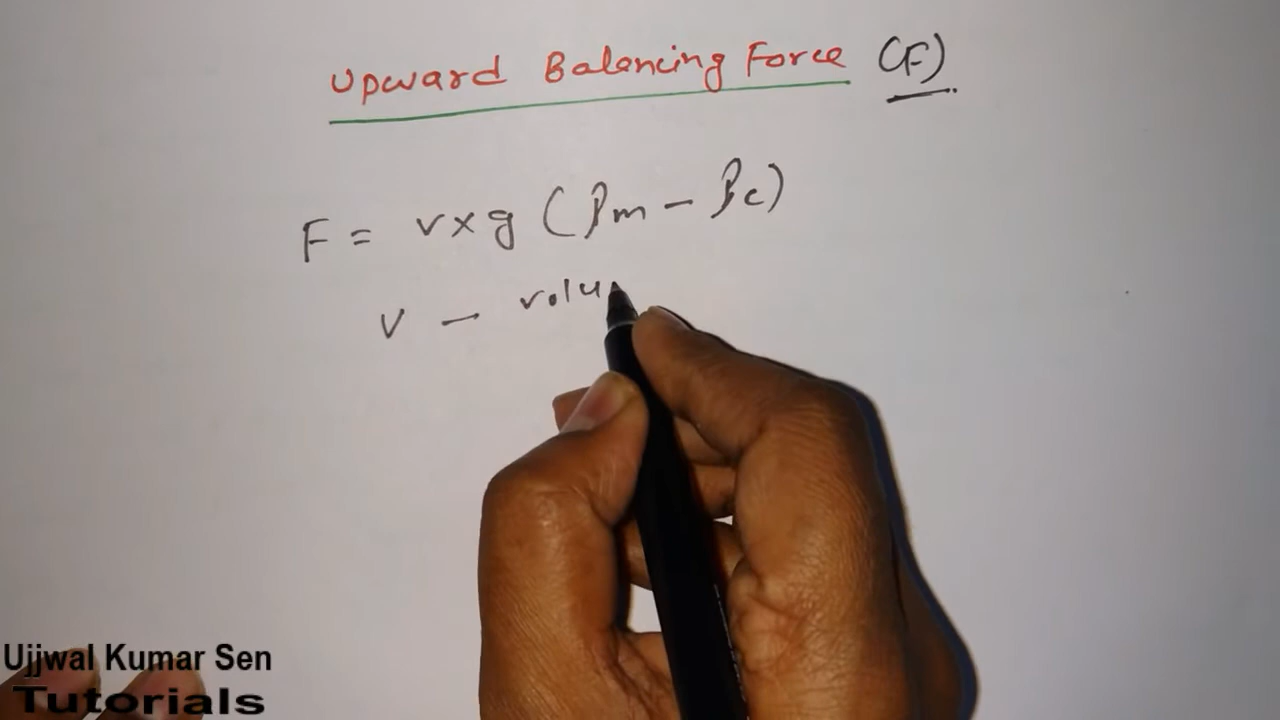 Upward Balancing Force (F)
F = v×g (ρm - ρc)
v - volu
Ujjwal Kumar Sen
Tutorials